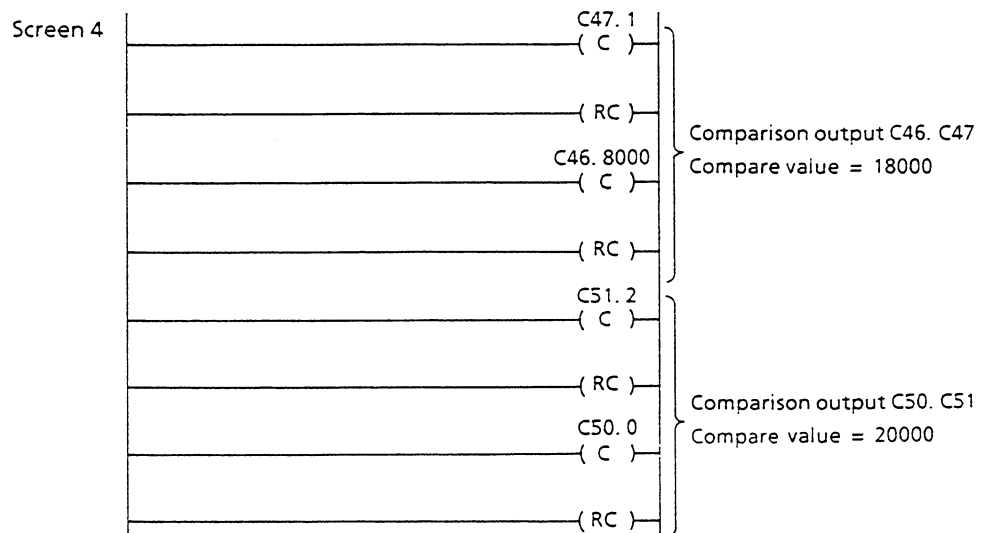 Screen 4
C47. 1
( C )
( RC )
C46. 8000
( C )
( RC )
Comparison output C46. C47
Compare value = 18000
C51. 2
( C )
( RC )
C50. 0
( C )
( RC )
Comparison output C50. C51
Compare value = 20000